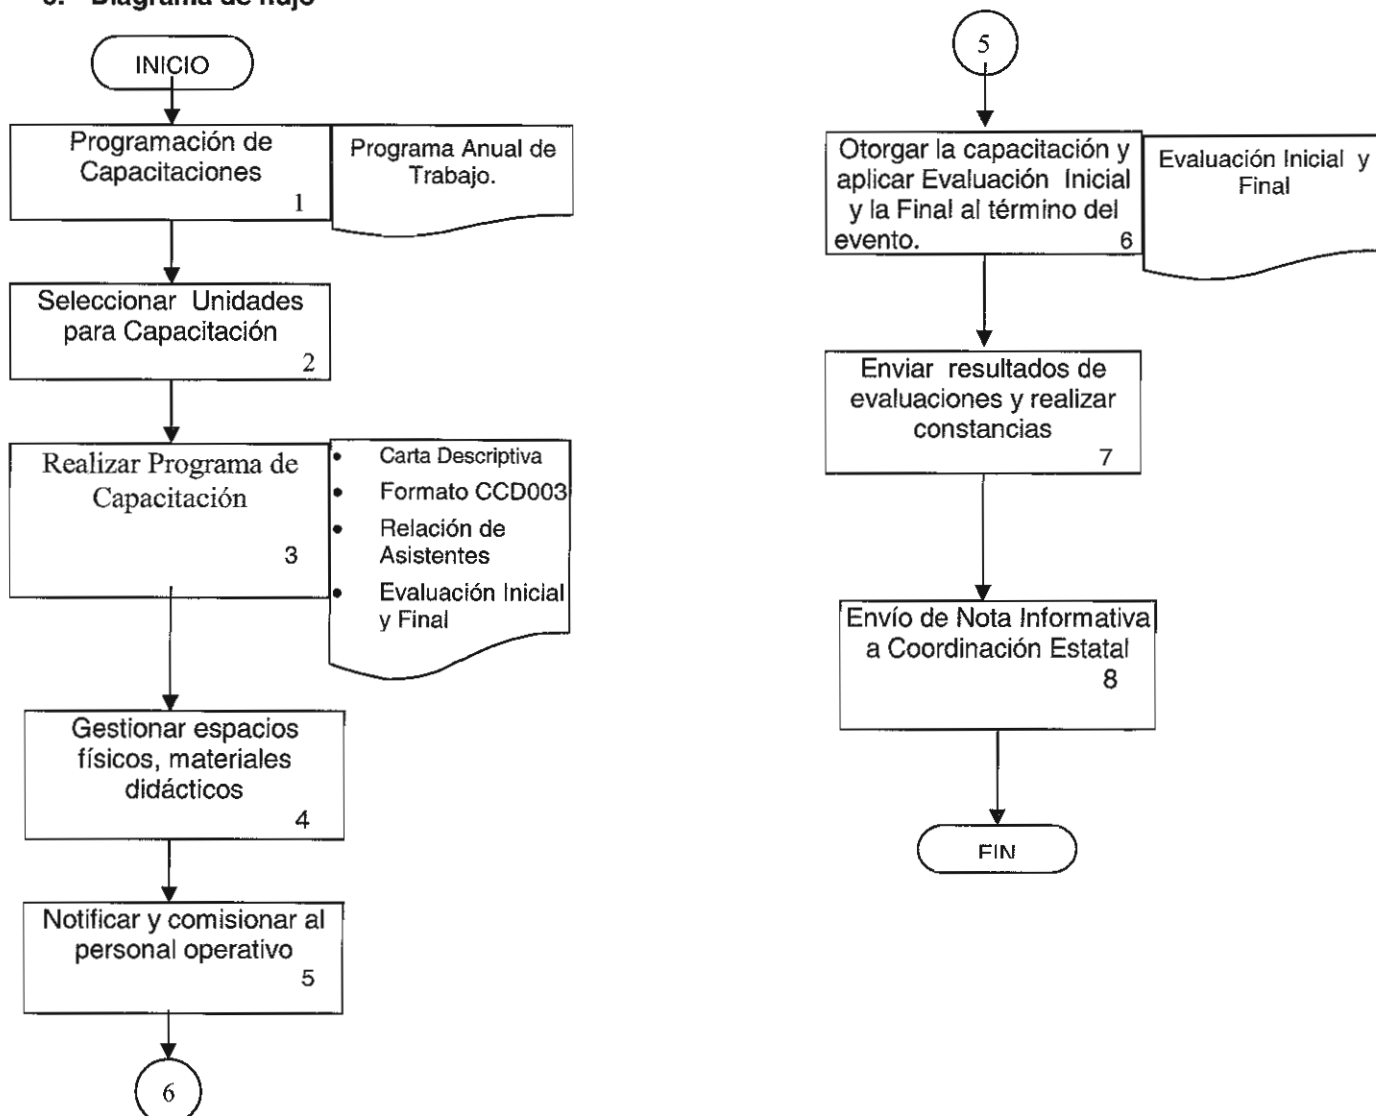 Diagrama de flujo
INICIO
Programación de
Capacitaciones
1
Programa Anual de
Trabajo.
Seleccionar Unidades
para Capacitación
2
Realizar Programa de
Capacitación
3
• Carta Descriptiva
• Formato CCD003
• Relación de
Asistentes
• Evaluación Inicial
y Final
Gestionar espacios
físicos, materiales
didácticos
4
Notificar y comisionar al
personal operativo
5
6
5
Otorgar la capacitación y
aplicar Evaluación Inicial
y la Final al término del
evento. 6
Evaluación Inicial y
Final
Enviar resultados de
evaluaciones y realizar
constancias
7
Envío de Nota Informativa
a Coordinación Estatal
8
FIN